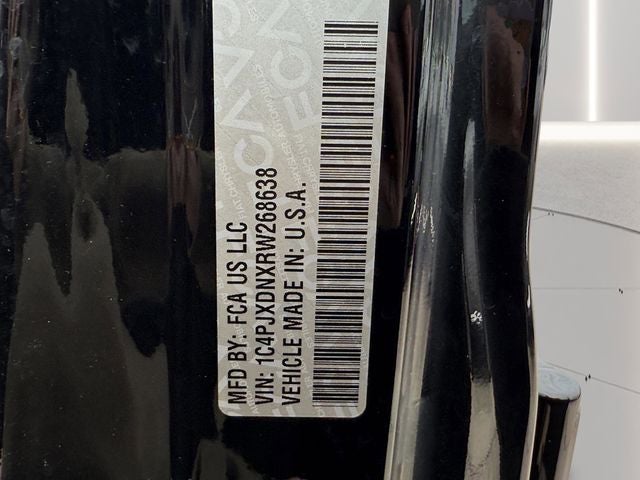 MFD BY: FCA US LLC
VIN: 1C4PJXDNXRW268638
VEHICLE MADE IN: U.S.A.